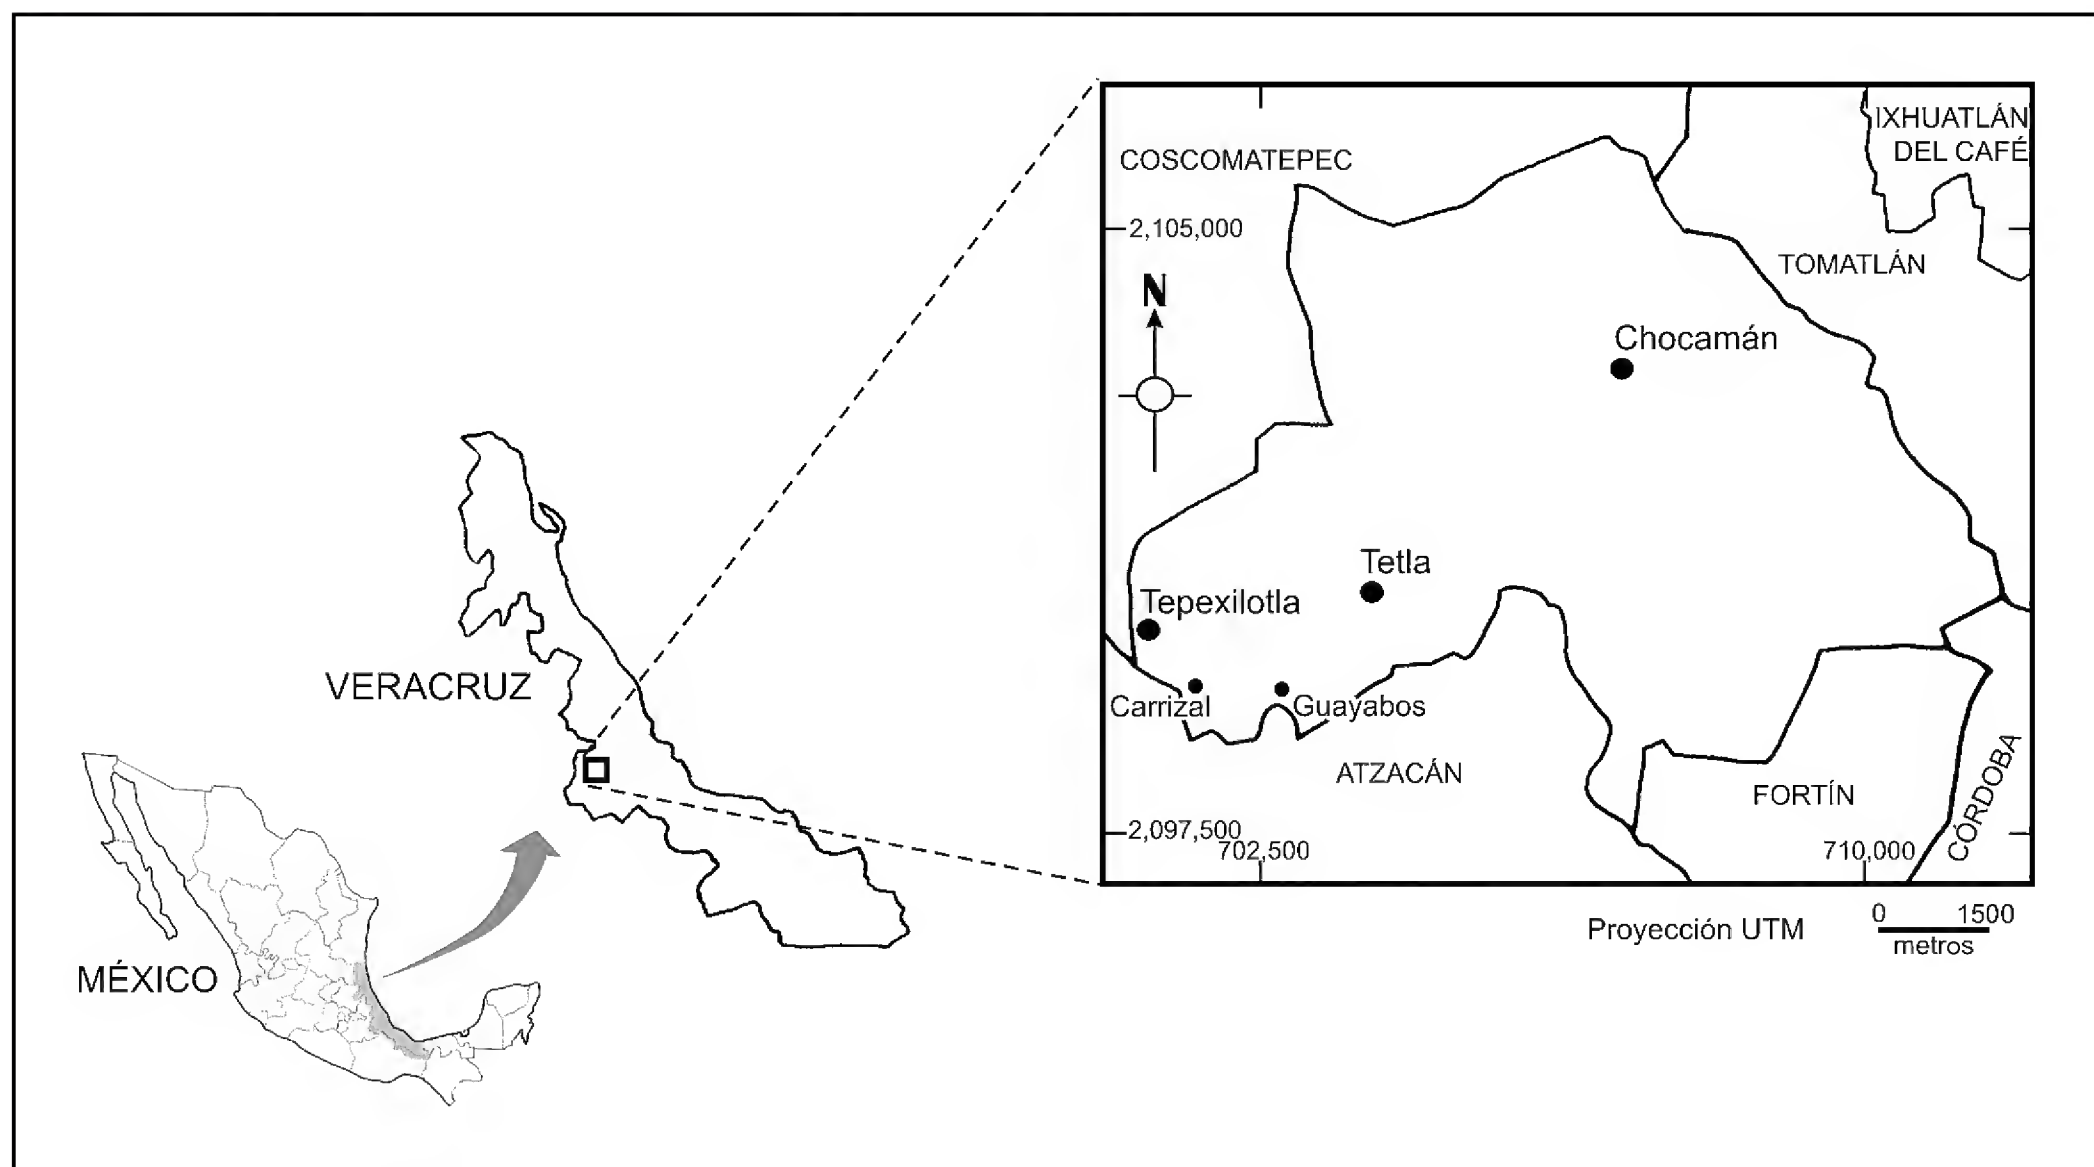 IXHUATLÁN
DEL CAFÉ
COSCOMATEPEC
2,105,000
TOMATLÁN
N
Chocamán
Tetla
Tepexilotla
VERACRUZ
Carrizal
Guayabos
ATZACÁN
FORTÍN
CÓRDOBA
2,097,500
702,500
710,000
Proyección UTM
0 1500
metros
MÉXICO